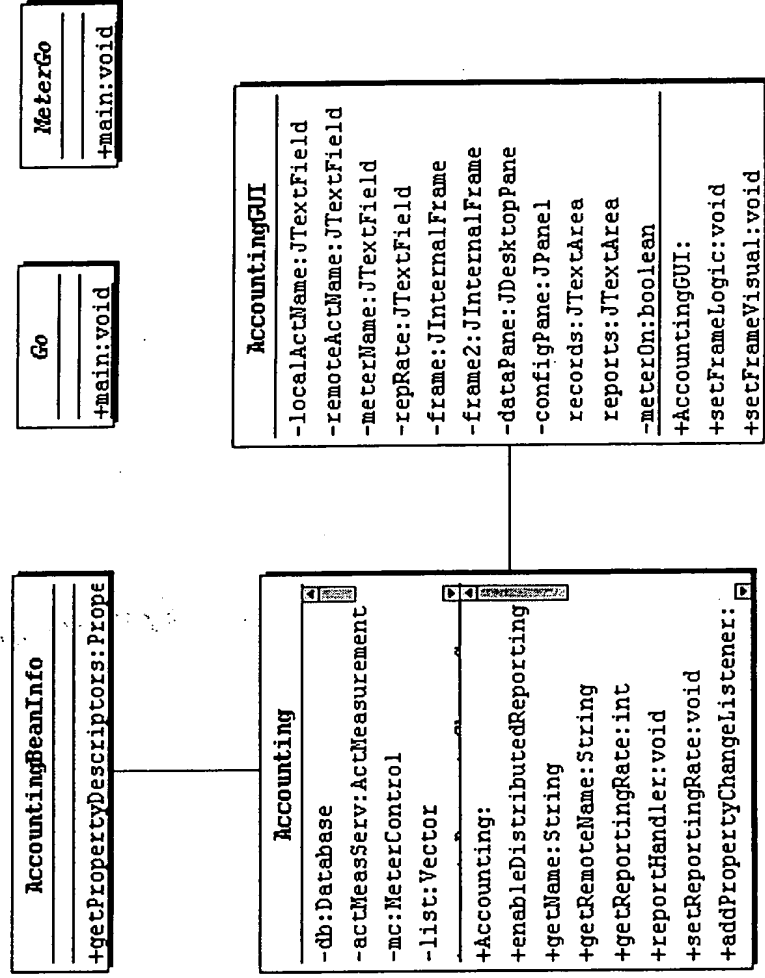 AccountingBeanInfo
+getPropertyDescriptors:Prope
Go
+main:void
MeterGo
+main:void
Accounting
-db:Database
-actMeasServ:ActMeasurement
-mc:MeterControl
-list:Vector
+Accounting:
+enableDistributedReporting
+getName:String
+getRemoteName:String
+getReportingRate:int
+reportHandler:void
+setReportingRate:void
+addPropertyChangeListener:
AccountingGUI
-localActName:JTextField
-remoteActName:JTextField
-meterName:JTextField
-repRate:JTextField
-frame:JInternalFrame
-frame2:JInternalFrame
-dataPane:JDesktopPane
-configPane:JPanel
records:JTextArea
reports:JTextArea
-meterOn:boolean
+AccountingGUI:
+setFrameLogic:void
+setFrameVisual:void